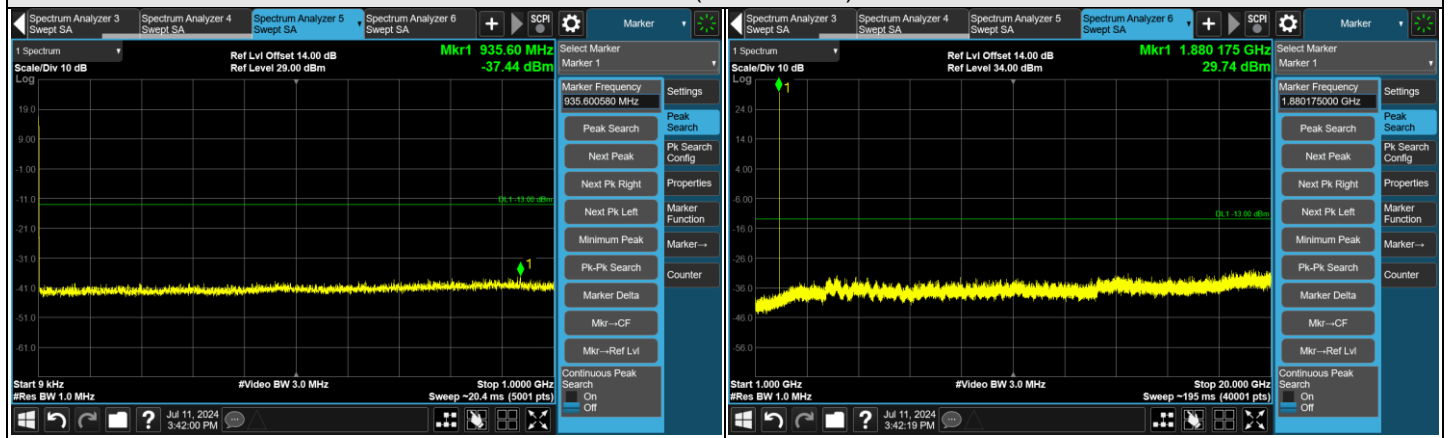 Spectrum Analyzer 3
Swept SA
Spectrum Analyzer 4
Swept SA
Spectrum Analyzer 5
Swept SA
Spectrum Analyzer 6
Swept SA
SCPI
Marker
1 Spectrum
Scale/Div 10 dB
Log
Ref Lvl Offset 14.00 dB
Ref Level 29.00 dBm
Mkr1 935.60 MHz
-37.44 dBm
19.0
9.00
-1.00
-11.0
-21.0
-31.0
-41.0
-51.0
-61.0
DL1 -13.00 dBm
1
Start 9 kHz
#Res BW 1.0 MHz
#Video BW 3.0 MHz
Stop 1.0000 GHz
Sweep ~20.4 ms (5001 pts)
Select Marker
Marker 1
Marker Frequency
935.600580 MHz
Peak Search
Next Peak
Next Pk Right
Next Pk Left
Minimum Peak
Pk-Pk Search
Marker Delta
Mkr→CF
Mkr→Ref Lvl
Continuous Peak
Search
On
Off
Settings
Peak
Search
Pk Search
Config
Properties
Marker
Function
Marker→
Counter
?
Jul 11, 2024
3:42:00 PM
Spectrum Analyzer 3
Swept SA
Spectrum Analyzer 4
Swept SA
Spectrum Analyzer 5
Swept SA
Spectrum Analyzer 6
Swept SA
SCPI
Marker
1 Spectrum
Scale/Div 10 dB
Log
Ref Lvl Offset 14.00 dB
Ref Level 34.00 dBm
Mkr1 1.880 175 GHz
29.74 dBm
1
24.0
14.0
4.00
-6.00
-16.0
-26.0
-36.0
-46.0
-56.0
DL1 -13.00 dBm
Start 1.000 GHz
#Res BW 1.0 MHz
#Video BW 3.0 MHz
Stop 20.000 GHz
Sweep ~195 ms (40001 pts)
Select Marker
Marker 1
Marker Frequency
1.880175000 GHz
Peak Search
Next Peak
Next Pk Right
Next Pk Left
Minimum Peak
Pk-Pk Search
Marker Delta
Mkr→CF
Mkr→Ref Lvl
Continuous Peak
Search
On
Off
Settings
Peak
Search
Pk Search
Config
Properties
Marker
Function
Marker→
Counter
?
Jul 11, 2024
3:42:19 PM